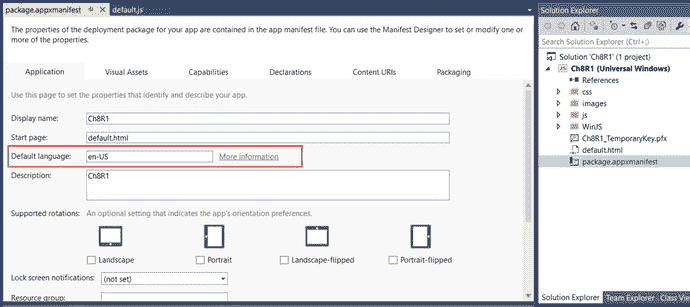 package.appxmanifest default.js
The properties of the deployment package for your app are contained in the app manifest file. You can use the Manifest Designer to set or modify one or
more of the properties.
Application Visual Assets Capabilities Declarations Content URIs Packaging
Use this page to set the properties that identify and describe your app.
Display name: Ch8R1
Start page: default.html
Default language: en-US More information
Description: Ch8R1
Supported rotations: An optional setting that indicates the app's orientation preferences.
Landscape Portrait Landscape-flipped Portrait-flipped
Lock screen notifications: (not set)
Resource group:
Solution Explorer
Search Solution Explorer (Ctrl+;)
Solution 'Ch8R1' (1 project)
Ch8R1 (Universal Windows)
References
css
images
js
WinJS
Ch8R1_TemporaryKey.pfx
default.html
package.appxmanifest
Solution Explorer Team Explorer Class View